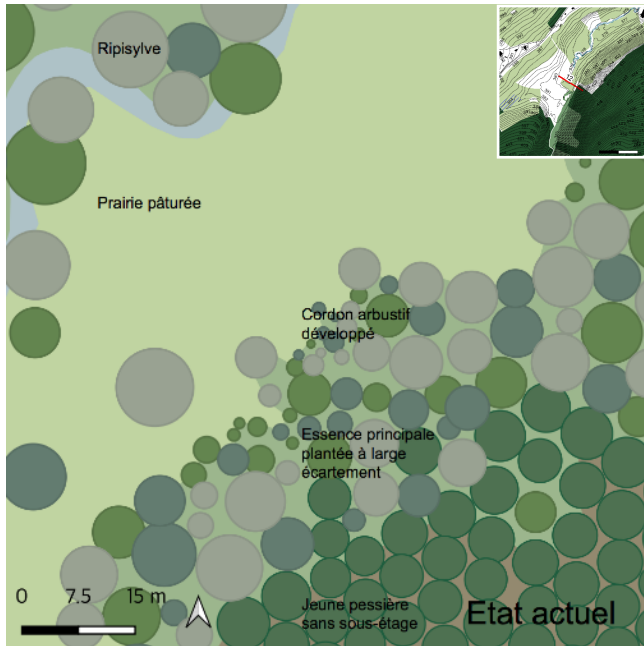 Ripisylve
Prairie pâturée
Cordon arbustif
développé
Essence principale
plantée à large
écartement
0 7.5 15 m
Jeune pessière
sans sous-étage
Etat actuel